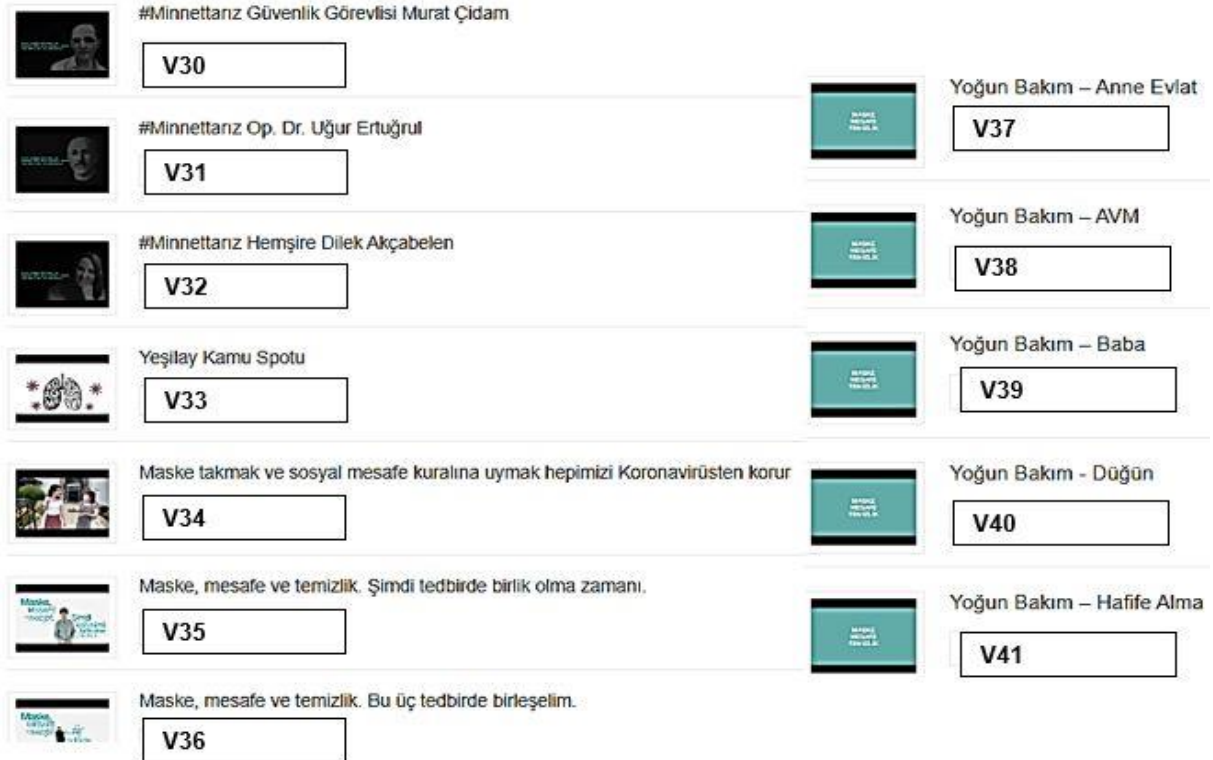 #Minnettarız Güvenlik Görevlisi Murat Çidam
V30
#Minnettarız Op. Dr. Uğur Ertuğrul
V31
#Minnettarız Hemşire Dilek Akçabelen
V32
Yeşilay Kamu Spotu
V33
Maske takmak ve sosyal mesafe kuralına uymak hepimizi Koronavirüsten korur
V34
Maske, mesafe ve temizlik. Şimdi tedbirde birlik olma zamanı.
V35
Maske, mesafe ve temizlik. Bu üç tedbirde birleşelim.
V36
Yoğun Bakım – Anne Evlat
V37
Yoğun Bakım – AVM
V38
Yoğun Bakım – Baba
V39
Yoğun Bakım - Düğün
V40
Yoğun Bakım – Hafife Alma
V41